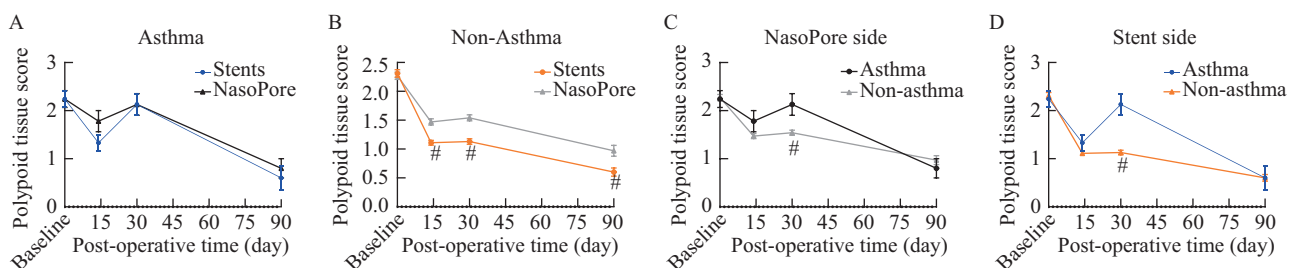 A
Asthma
Polypoid tissue score
3
2
1
0
Stents
NasoPore
Baseline
15
30
45
60
75
90
Post-operative time (day)
B
Non-Asthma
Polypoid tissue score
2.5
2.0
1.5
1.0
0.5
0.0
Stents
NasoPore
#
#
#
Baseline
15
30
45
60
75
90
Post-operative time (day)
C
NasoPore side
Polypoid tissue score
3
2
1
0
Asthma
Non-asthma
#
Baseline
15
30
45
60
75
90
Post-operative time (day)
D
Stent side
Polypoid tissue score
3
2
1
0
Asthma
Non-asthma
#
Baseline
15
30
45
60
75
90
Post-operative time (day)